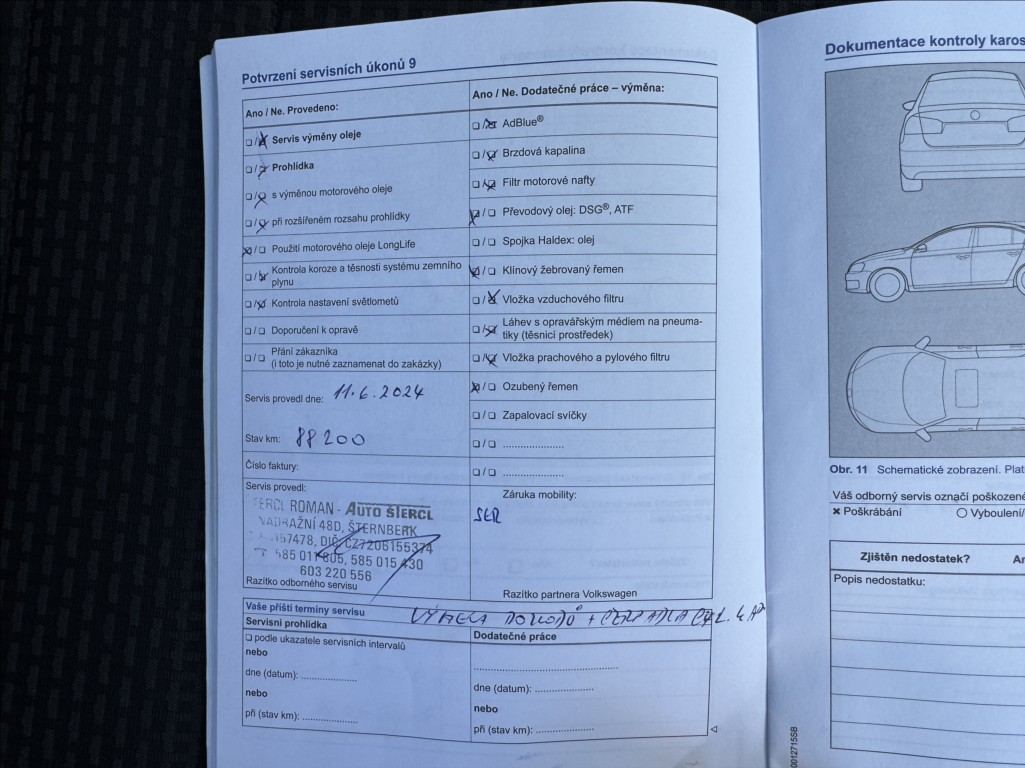 Potvrzení servisních úkonů 9
Ano / Ne. Provedeno:
Servis výměny oleje
Prohlídka
s výměnou motorového oleje
při rozšířeném rozsahu prohlídky
Použití motorového oleje LongLife
Kontrola koroze a těsnosti systému zemního
plynu
Kontrola nastavení světlometů
Doporučení k opravě
Přání zákazníka
(i toto je nutné zaznamenat do zakázky)
Servis provedl dne: 11.6.2024
Stav km: 88200
Číslo faktury:
Servis provedl:
ROMAN - AUTO ŠTERCL
NÁDRAŽNÍ 48D, ŠTERNBERK
57478, DIČ CZ7206155374
585 011 805, 585 015 430
603 220 556
Razítko odborného servisu
Ano / Ne. Dodatečné práce – výměna:
AdBlue®
Brzdová kapalina
Filtr motorové nafty
Převodový olej: DSG®, ATF
Spojka Haldex: olej
Klínový žebrovaný řemen
Vložka vzduchového filtru
Láhev s opravářským médiem na pneuma-
tiky (těsnicí prostředek)
Vložka prachového a pylového filtru
Ozubený řemen
Zapalovací svíčky
Záruka mobility:
Razítko partnera Volkswagen
Vaše příští termíny servisu
Servisní prohlídka
podle ukazatele servisních intervalů
nebo
dne (datum): ...................
nebo
při (stav km): ...................
Dodatečné práce
dne (datum): ...................
nebo
při (stav km): ...................
Dokumentace kontroly karos
Obr. 11 Schematické zobrazení. Plat
Váš odborný servis označí poškozené
Poškrábání
Vyboulení/
Zjištěn nedostatek?
Popis nedostatku: